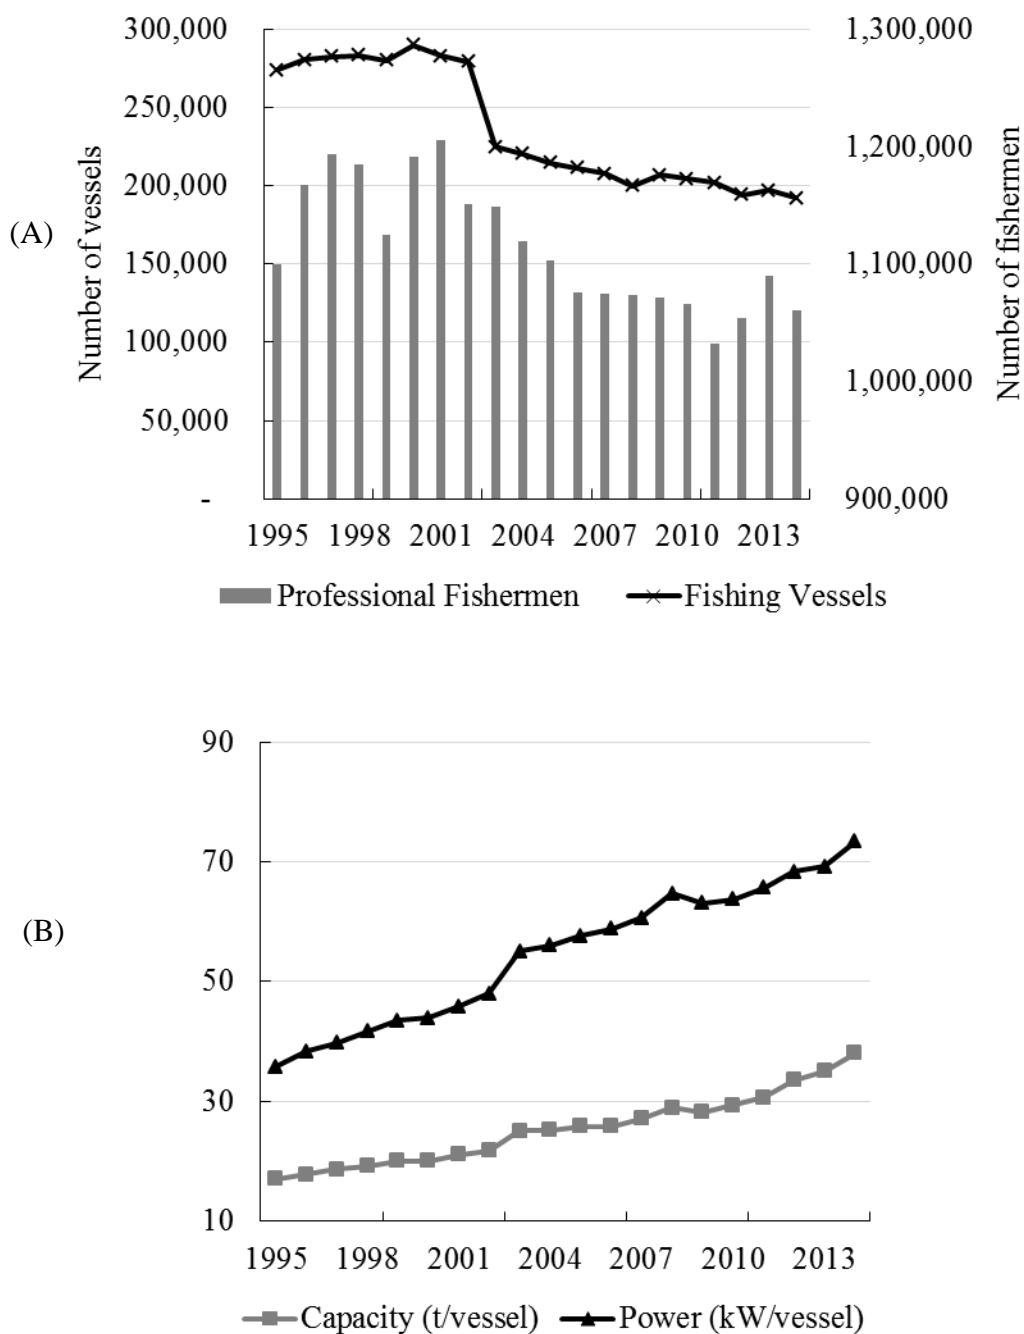 300,000
250,000
200,000
150,000
100,000
50,000
-
Number of vessels
(A)
1,300,000
1,200,000
1,100,000
1,000,000
900,000
Number of fishermen
1995 1998 2001 2004 2007 2010 2013
Professional Fishermen Fishing Vessels
90
70
50
30
10
(B)
1995 1998 2001 2004 2007 2010 2013
Capacity (t/vessel) Power (kW/vessel)